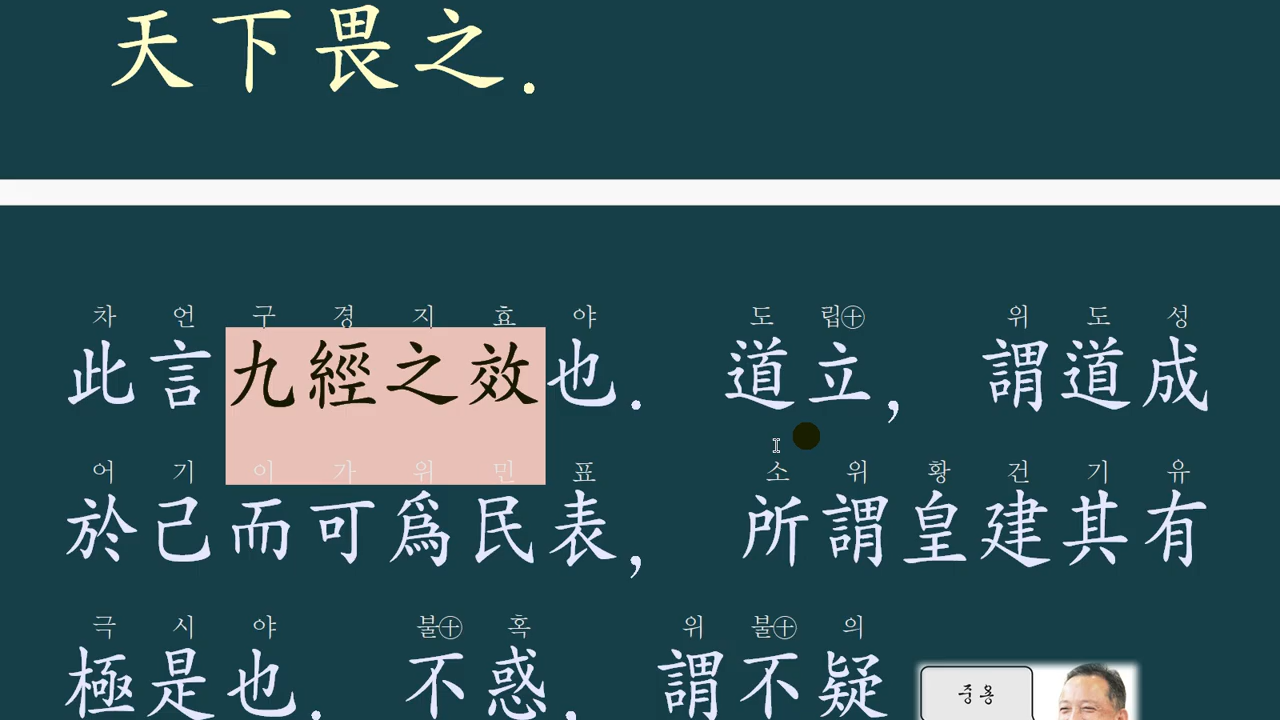 天下畏之.
차 언 구 경 지 효 야 도 립㊉ 위 도 성
此言九經之效也. 道立, 謂道成
어 기 이 가 위 민 표 소 위 황 건 기 유
於己而可爲民表, 所謂皇建其有
극 시 야 불㊉ 혹 위 불㊉ 의
極是也. 不惑, 謂不疑
중용